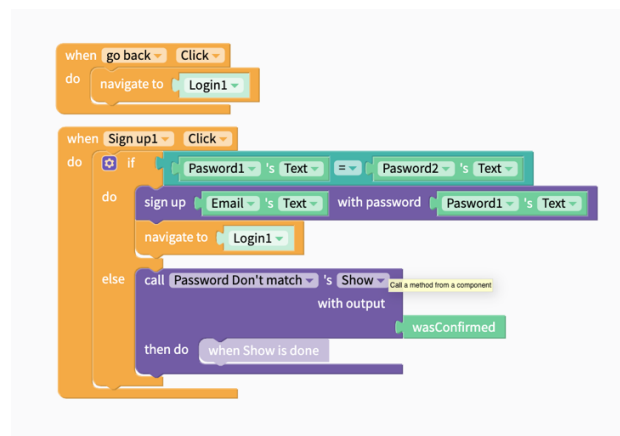 when go back Click
do navigate to Login1
when Sign up1 Click
do if Pasword1 's Text = Pasword2 's Text
do sign up Email 's Text with password Pasword1 's Text
navigate to Login1
else call Password Don't match 's Show
Call a method from a component
with output
wasConfirmed
then do when Show is done